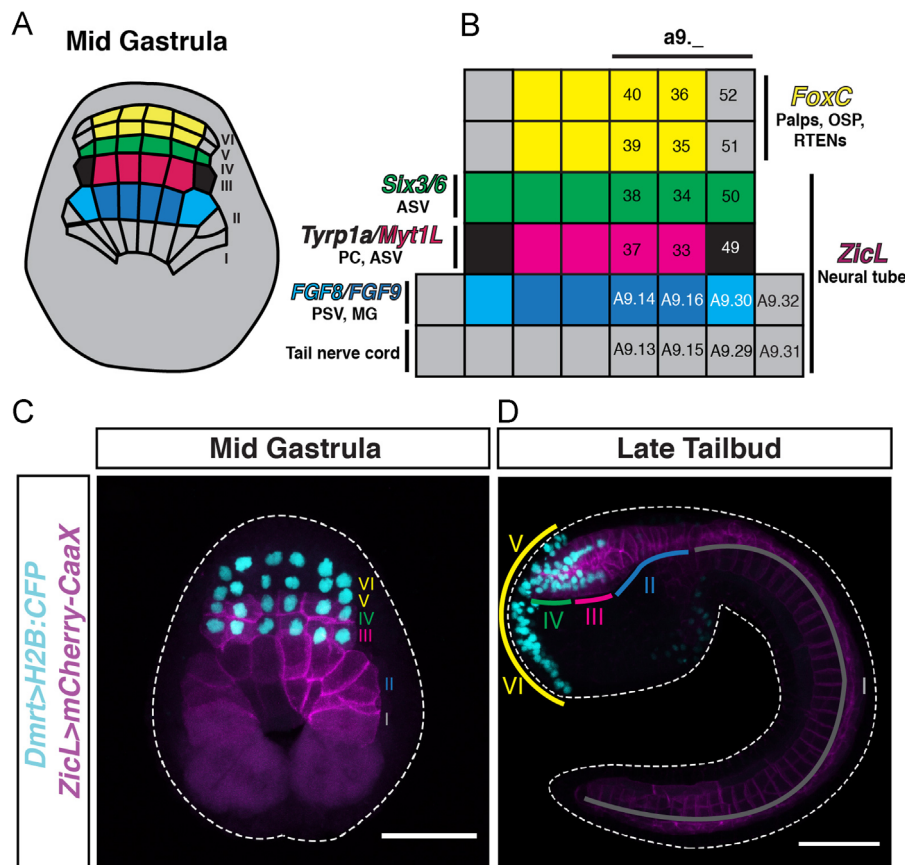 A
Mid Gastrula
VI
V
IV
III
II
I
B
a9._
40 36 52
39 35 51
38 34 50
37 33 49
A9.14 A9.16 A9.30 A9.32
A9.13 A9.15 A9.29 A9.31
FoxC
Palps, OSP,
RTENs
Six3/6
ASV
Tyrp1a/Myt1L
PC, ASV
FGF8/FGF9
PSV, MG
Tail nerve cord
ZicL
Neural tube
C
Mid Gastrula
Dmrt>H2B:CFP
ZicL>mCherry-CaaX
VI
V
IV
III
II
I
D
Late Tailbud
V
IV
III
II
VI
I